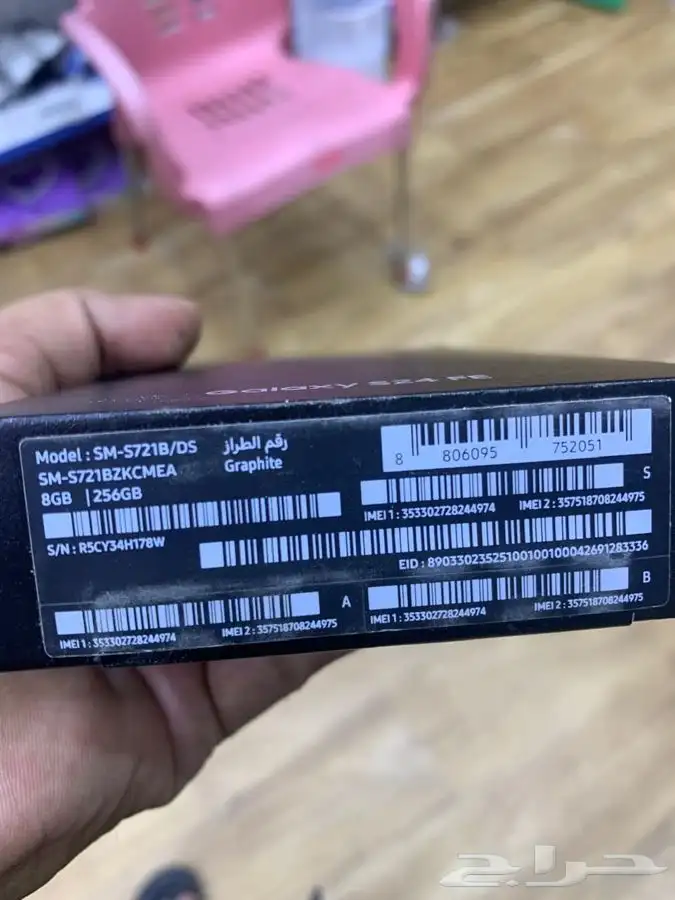 Galaxy S24 FE
Model : SM-S721B/DS رقم الطراز
SM-S721BZKCMEA Graphite
8GB | 256GB
8 806095 752051
S/N : R5CY34H178W
IMEI 1 : 353302728244974 IMEI 2 : 357518708244975 S
EID : 89033023525100100100042691283336
IMEI 1 : 353302728244974 IMEI 2 : 357518708244975 A
IMEI 1 : 353302728244974 IMEI 2 : 357518708244975 B
حراج